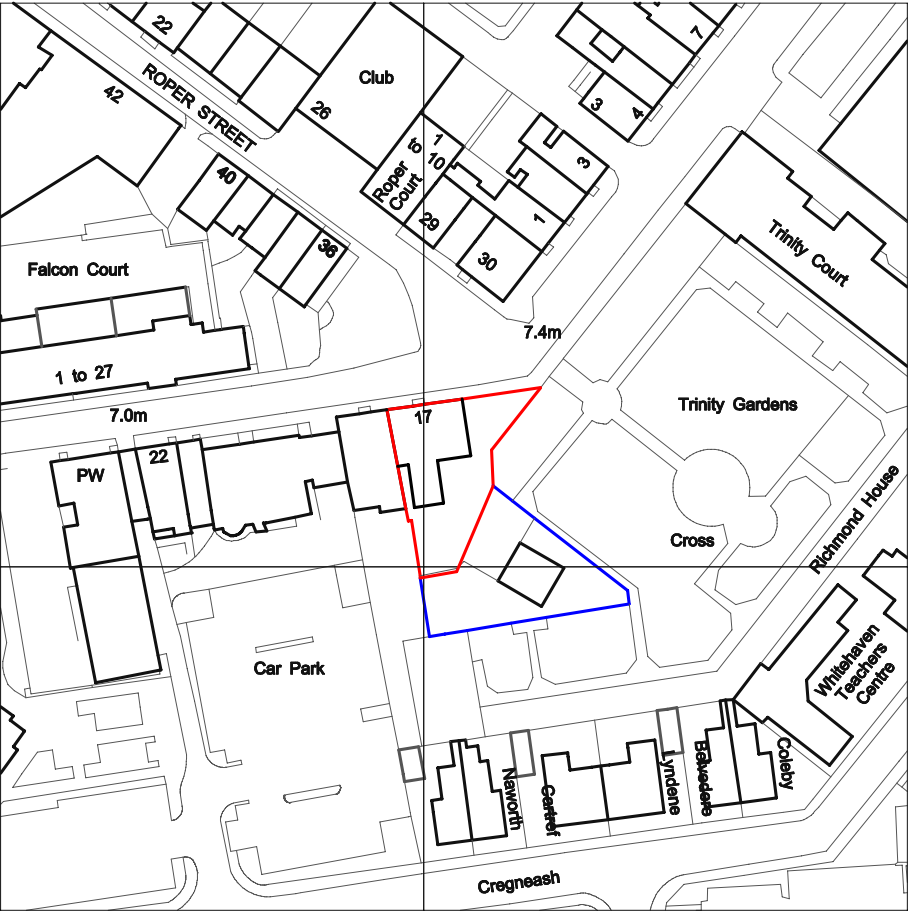 22
7
Club
ROPER STREET
42
26
3
4
1
to
10
Roper
Court
3
40
29
1
36
30
Trinity Court
Falcon Court
7.4m
1 to 27
7.0m
17
Trinity Gardens
22
PW
Cross
Richmond House
Car Park
Whitehaven
Teachers
Centre
Naworth
Cartref
Lyndene
Belvedere
Coleby
Cregneash